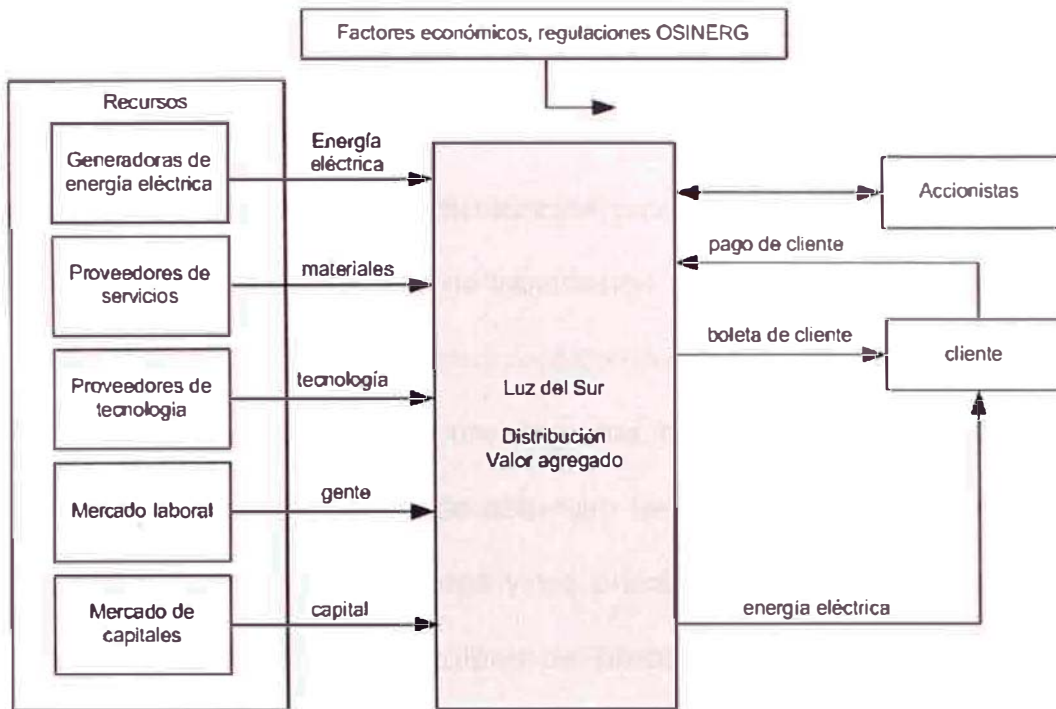 Factores económicos, regulaciones OSINERG
Recursos
Generadoras de
energía eléctrica
Energía
eléctrica
Proveedores de
servicios
materiales
Proveedores de
tecnologia
tecnología
Mercado laboral
gente
Mercado de
capitales
capital
Luz del Sur
Distribución
Valor agregado
Accionistas
pago de cliente
boleta de cliente
cliente
energía eléctrica